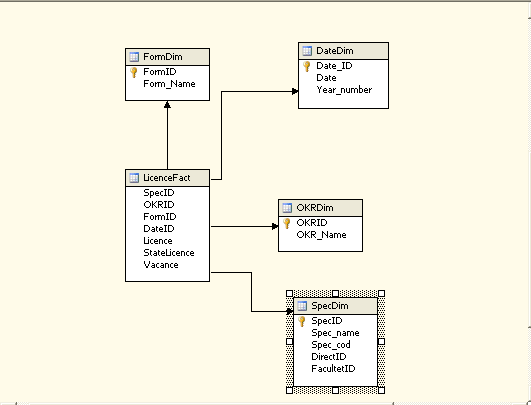 FormDim
FormID
Form_Name
DateDim
Date_ID
Date
Year_number
LicenceFact
SpecID
OKRID
FormID
DateID
Licence
StateLicence
Vacance
OKRDim
OKRID
OKR_Name
SpecDim
SpecID
Spec_name
Spec_cod
DirectID
FacultetID